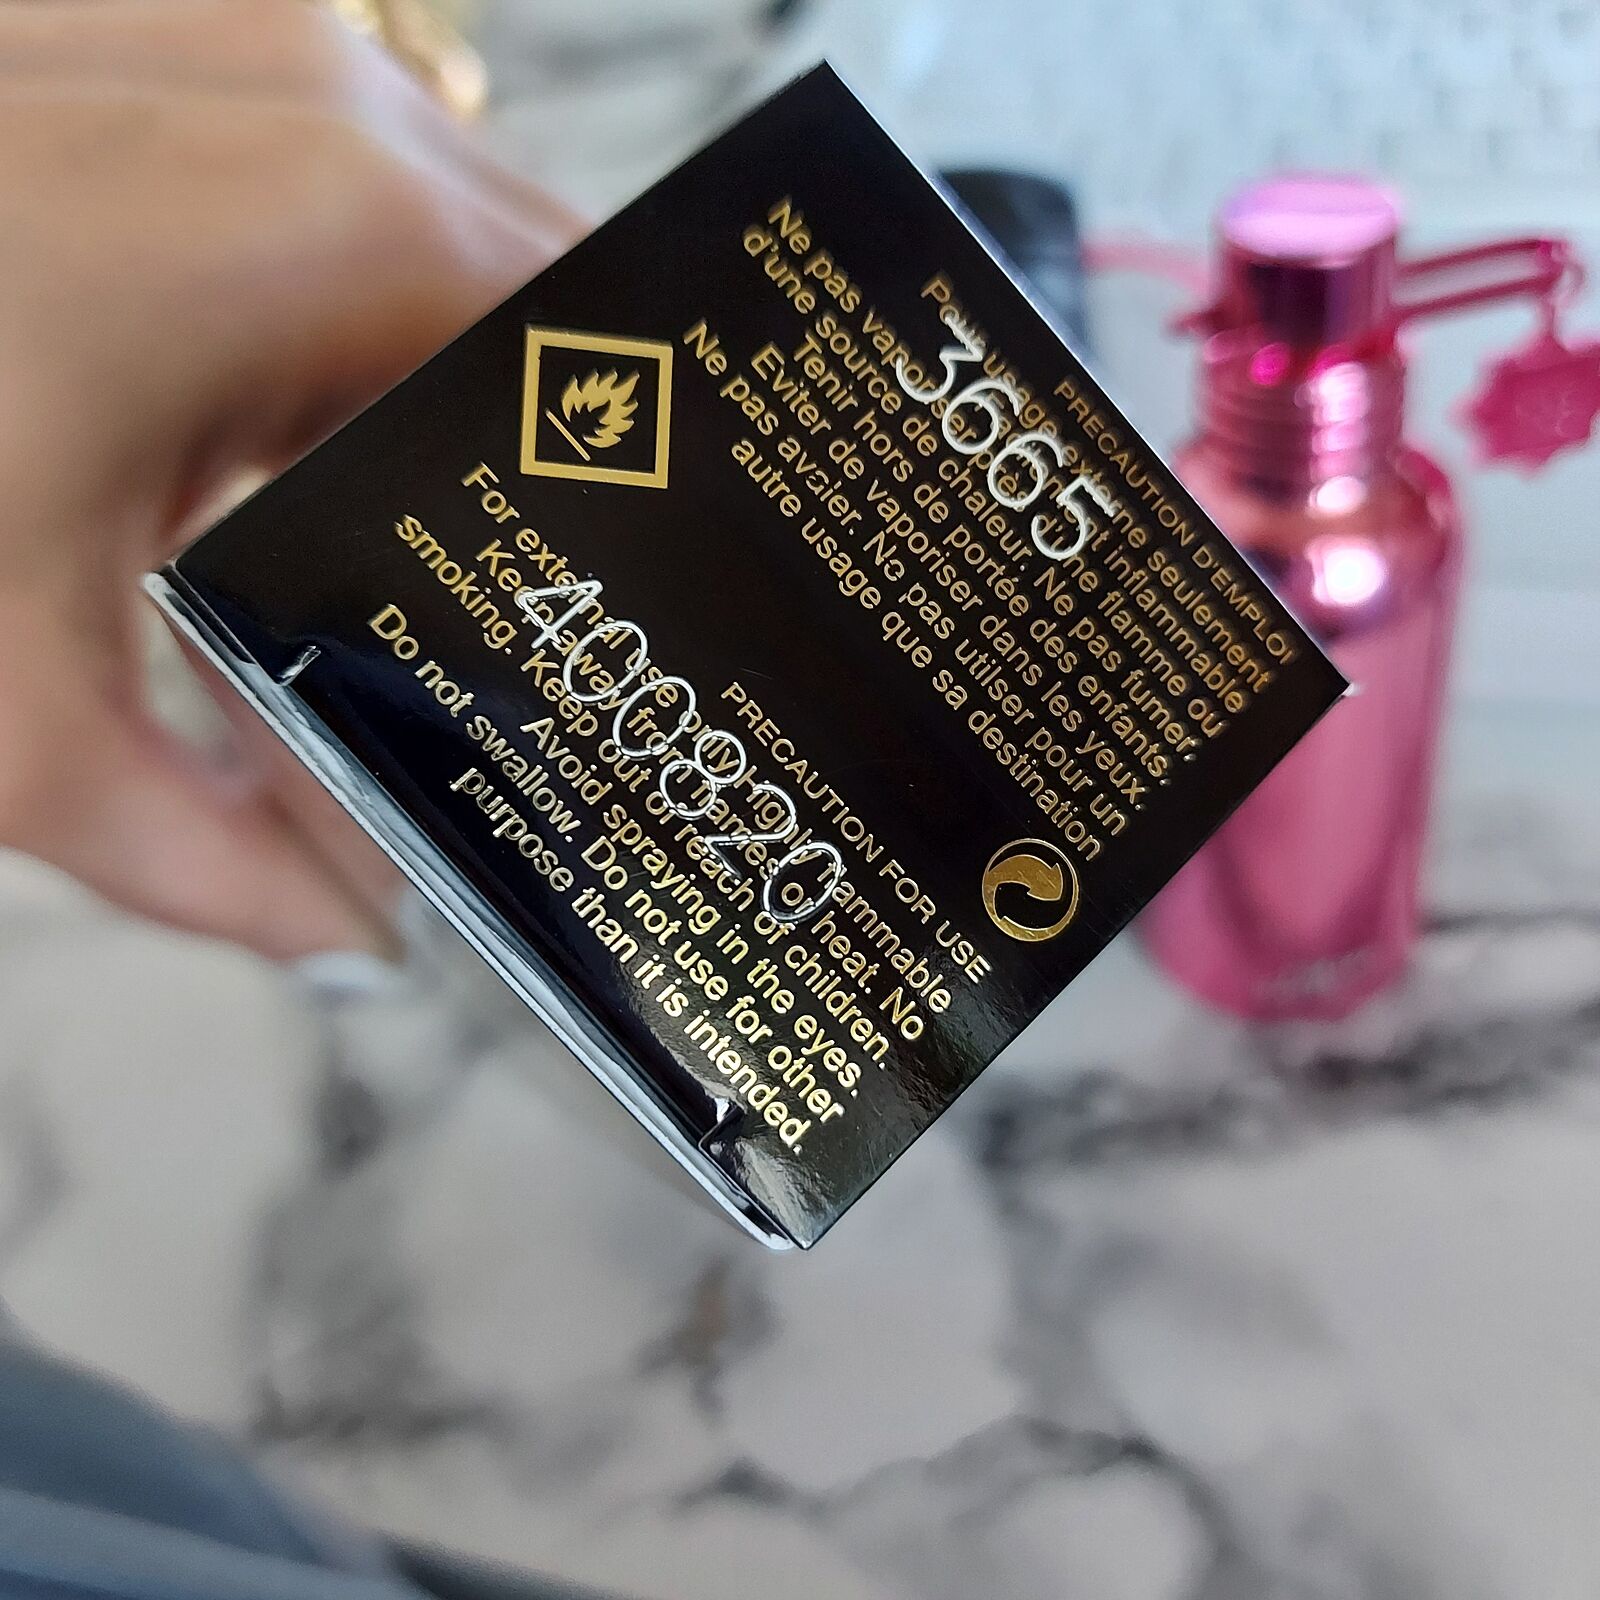 PRECAUTION D'EMPLOI
Pour usage externe seulement
Ne pas vaporiser inflammable
d'une source de chaleur. Ne pas fumer.
flamme ou
Tenir hors de portée des enfants.
Eviter de vaporiser dans les yeux.
Ne pas avaler. Ne pas utiliser pour un
autre usage que sa destination
3665
PRECAUTION FOR USE
For external use only highly flammable
Keep away from flames or heat. No
smoking. Keep out of reach of children.
Avoid spraying in the eyes.
Do not swallow. Do not use for other
purpose than it is intended.
400820